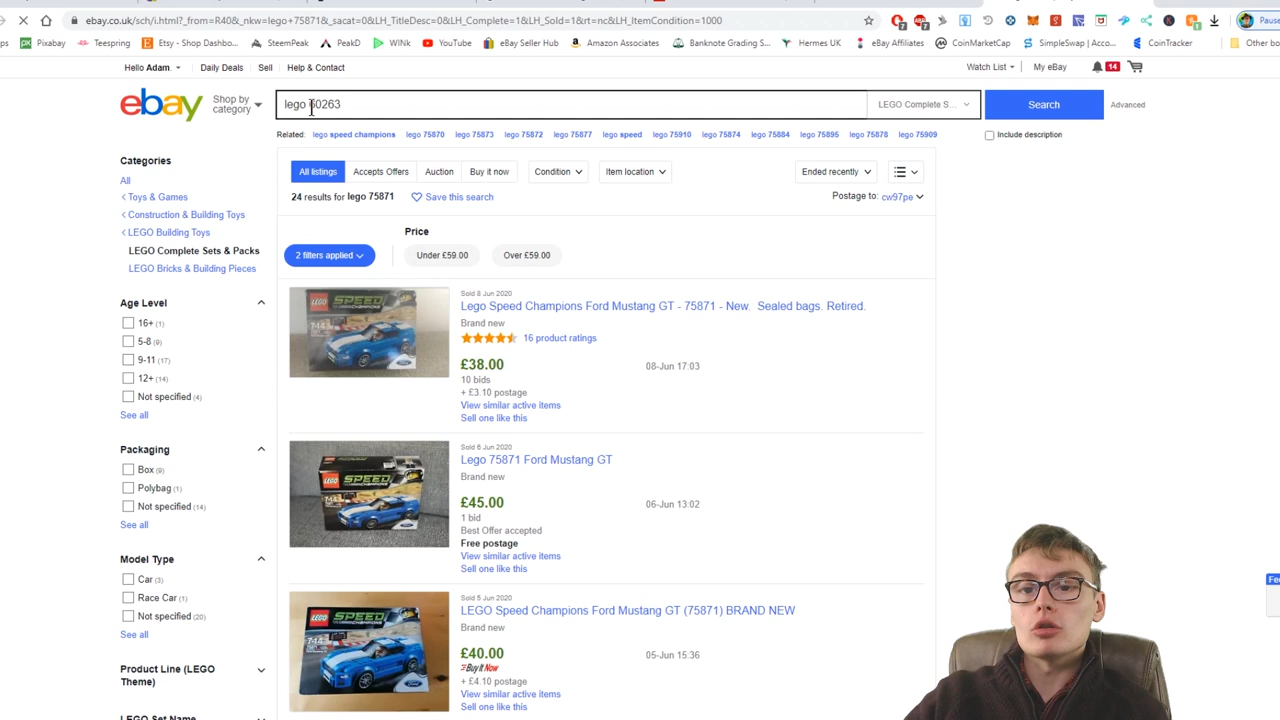 ebay.co.uk/sch/i.html?_from=R40&_nkw=lego+75871&_sacat=0&LH_TitleDesc=0&LH_Complete=1&LH_Sold=1&rt=nc&LH_ItemCondition=1000
Pause
Pixabay Teespring Etsy - Shop Dashbo... SteemPeak PeakD WINk YouTube eBay Seller Hub Amazon Associates Banknote Grading S... Hermes UK eBay Affiliates CoinMarketCap SimpleSwap | Acco... CoinTracker Other bo
Hello Adam. Daily Deals Sell Help & Contact Watch List My eBay 14
ebay Shop by category lego 60263 LEGO Complete S... Search Advanced
Related: lego speed champions lego 75870 lego 75873 lego 75872 lego 75877 lego speed lego 75910 lego 75874 lego 75884 lego 75895 lego 75878 lego 75909 Include description
Categories
All
Toys & Games
Construction & Building Toys
LEGO Building Toys
LEGO Complete Sets & Packs
LEGO Bricks & Building Pieces
Age Level
16+ (1)
5-8 (9)
9-11 (17)
12+ (14)
Not specified (4)
See all
Packaging
Box (9)
Polybag (1)
Not specified (14)
See all
Model Type
Car (3)
Race Car (1)
Not specified (20)
See all
Product Line (LEGO Theme)
LEGO Set Name
All listings Accepts Offers Auction Buy it now Condition Item location Ended recently
24 results for lego 75871 Save this search Postage to: cw97pe
Price
2 filters applied Under £59.00 Over £59.00
Sold 8 Jun 2020
Lego Speed Champions Ford Mustang GT - 75871 - New. Sealed bags. Retired.
Brand new
16 product ratings
£38.00 08-Jun 17:03
10 bids
+ £3.10 postage
View similar active items
Sell one like this
Sold 6 Jun 2020
Lego 75871 Ford Mustang GT
Brand new
£45.00 06-Jun 13:02
1 bid
Best Offer accepted
Free postage
View similar active items
Sell one like this
Sold 5 Jun 2020
LEGO Speed Champions Ford Mustang GT (75871) BRAND NEW
Brand new
£40.00 05-Jun 15:36
Buy It Now
+ £4.10 postage
View similar active items
Sell one like this